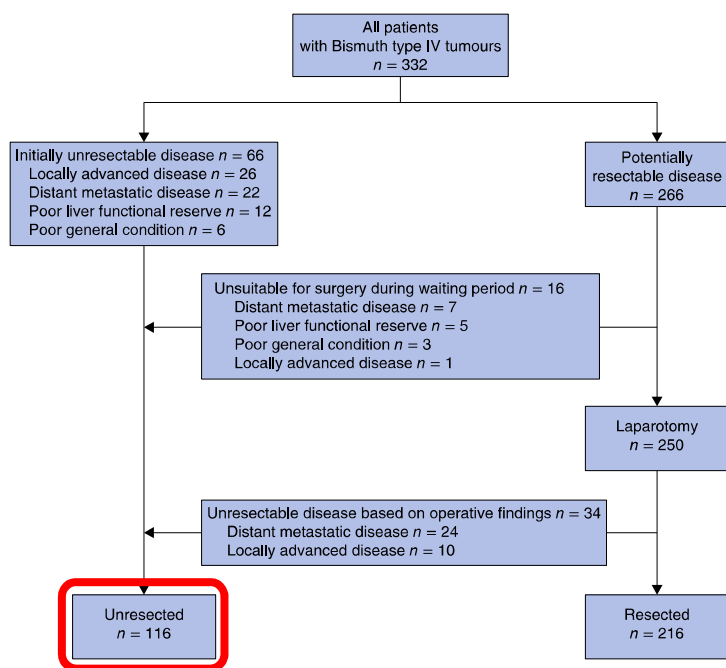 All patients
with Bismuth type IV tumours
n = 332
Initially unresectable disease n = 66
Locally advanced disease n = 26
Distant metastatic disease n = 22
Poor liver functional reserve n = 12
Poor general condition n = 6
Potentially
resectable disease
n = 266
Unsuitable for surgery during waiting period n = 16
Distant metastatic disease n = 7
Poor liver functional reserve n = 5
Poor general condition n = 3
Locally advanced disease n = 1
Laparotomy
n = 250
Unresectable disease based on operative findings n = 34
Distant metastatic disease n = 24
Locally advanced disease n = 10
Unresected
n = 116
Resected
n = 216